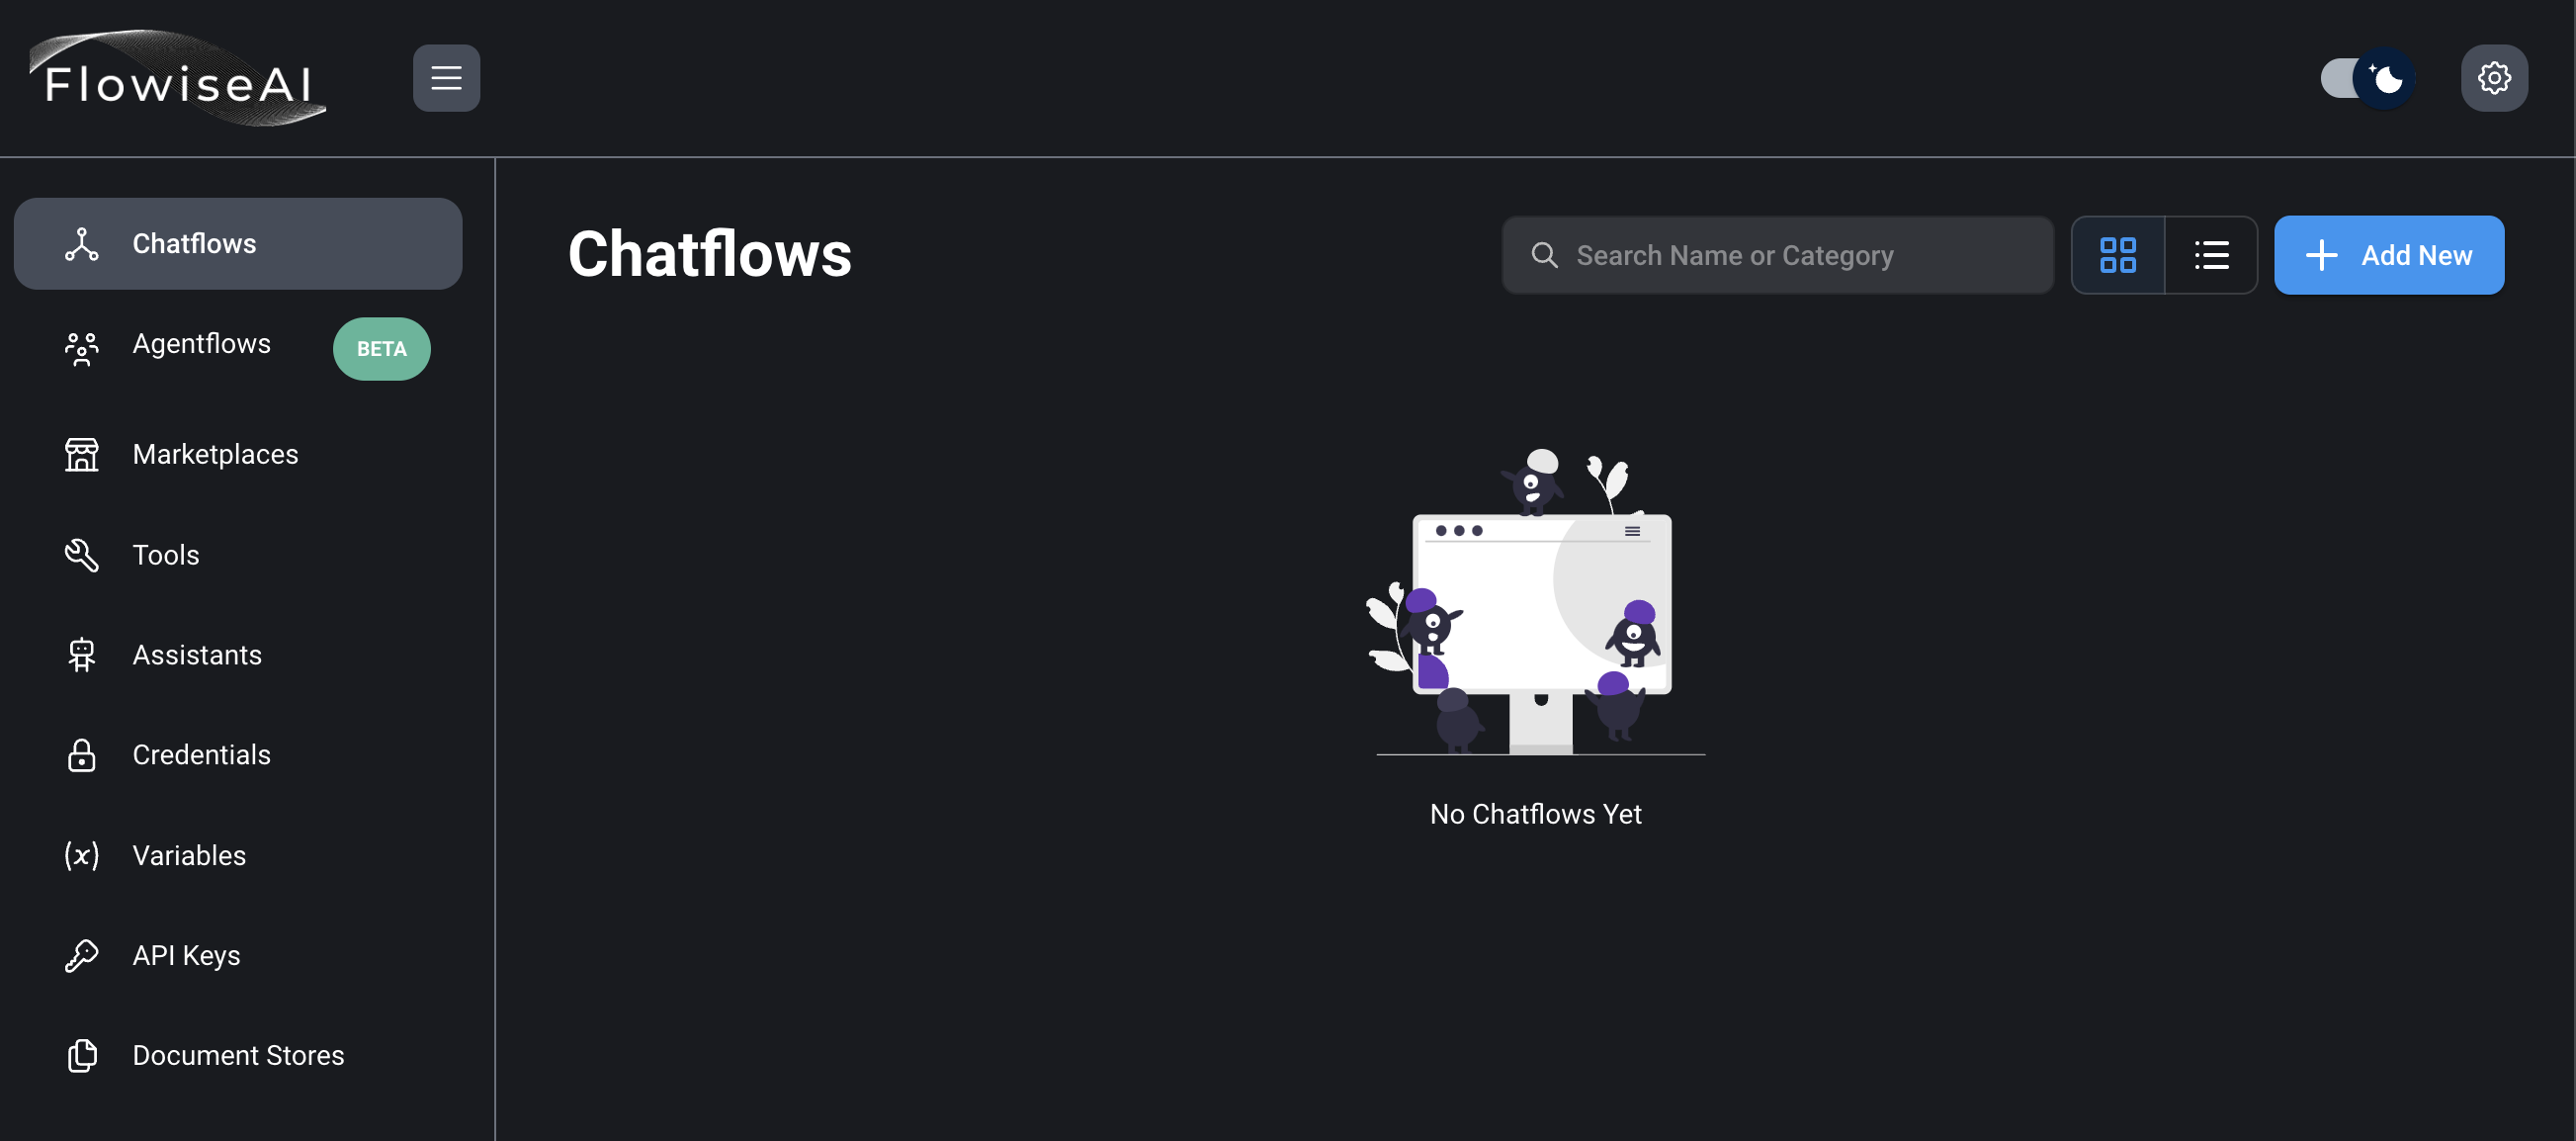 FlowiseAI
Chatflows
Agentflows
BETA
Marketplaces
Tools
Assistants
Credentials
Variables
API Keys
Document Stores
Chatflows
Search Name or Category
Add New
No Chatflows Yet